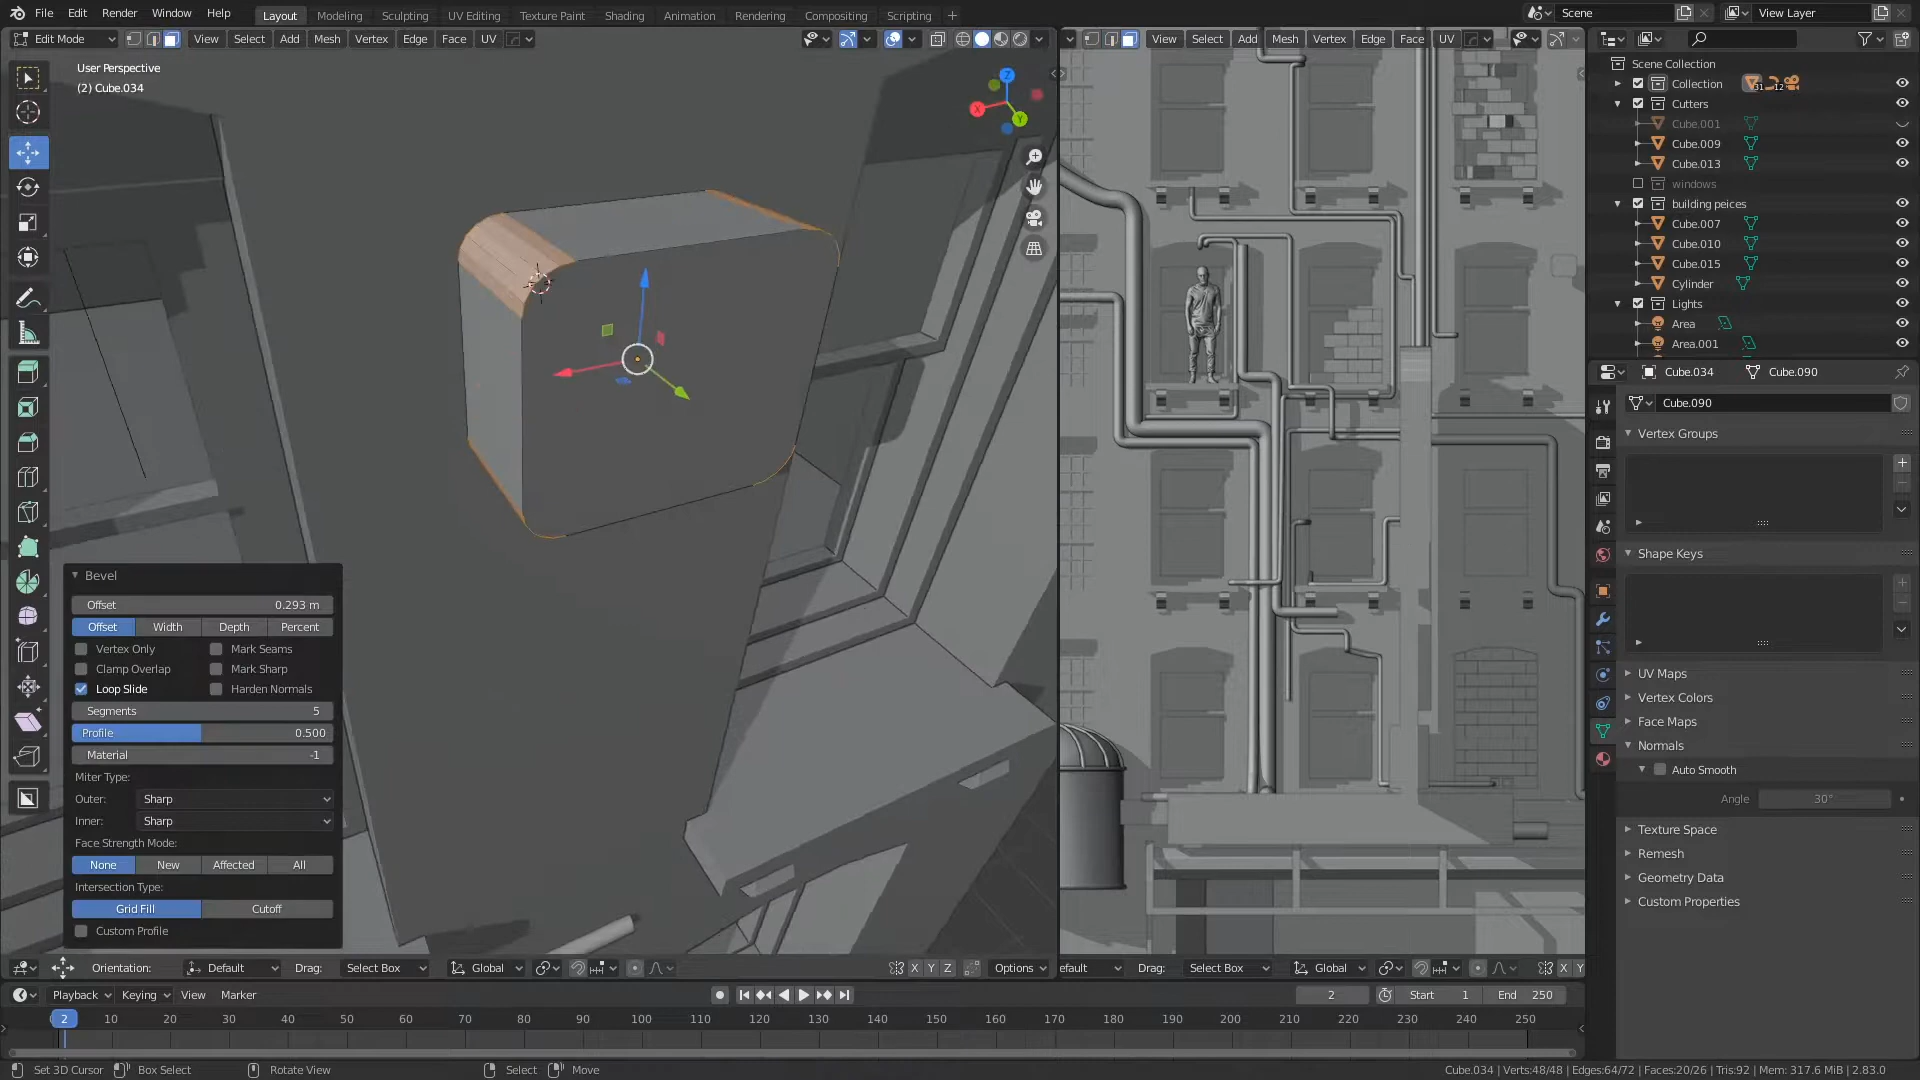 File Edit Render Window Help Layout Modeling Sculpting UV Editing Texture Paint Shading Animation Rendering Compositing Scripting + Scene View Layer
Edit Mode View Select Add Mesh Vertex Edge Face UV View Select Add Mesh Vertex Edge Face UV
User Perspective
(2) Cube.034
Z
X
Y
Scene Collection
Collection 31 12
Cutters
Cube.001
Cube.009
Cube.013
windows
building peices
Cube.007
Cube.010
Cube.015
Cylinder
Lights
Area
Area.001
Cube.034 Cube.090
Cube.090
Vertex Groups
Shape Keys
UV Maps
Vertex Colors
Face Maps
Normals
Auto Smooth
Angle 30°
Texture Space
Remesh
Geometry Data
Custom Properties
Bevel
Offset 0.293 m
Offset Width Depth Percent
Vertex Only Mark Seams
Clamp Overlap Mark Sharp
Loop Slide Harden Normals
Segments 5
Profile 0.500
Material -1
Miter Type:
Outer: Sharp
Inner: Sharp
Face Strength Mode:
None New Affected All
Intersection Type:
Grid Fill Cutoff
Custom Profile
Orientation: Default Drag: Select Box Global X Y Z Options efault Drag: Select Box Global X Y
Playback Keying View Marker 2 Start 1 End 250
2 10 20 30 40 50 60 70 80 90 100 110 120 130 140 150 160 170 180 190 200 210 220 230 240 250
Set 3D Cursor Box Select Rotate View Select Move Cube.034 | Verts:48/48 | Edges:64/72 | Faces:20/26 | Tris:92 | Mem: 317.6 MiB | 2.83.0